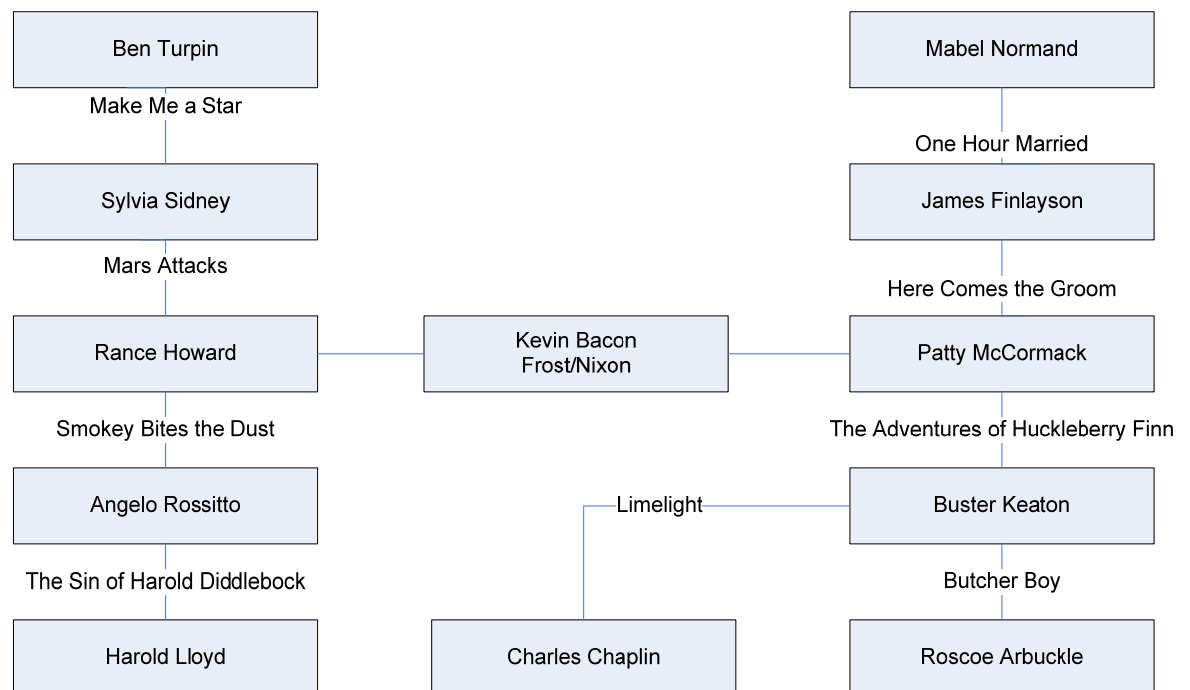 Ben Turpin
Mabel Normand
Make Me a Star
One Hour Married
Sylvia Sidney
James Finlayson
Mars Attacks
Here Comes the Groom
Rance Howard
Kevin Bacon
Frost/Nixon
Patty McCormack
Smokey Bites the Dust
The Adventures of Huckleberry Finn
Angelo Rossitto
Limelight
Buster Keaton
The Sin of Harold Diddlebock
Butcher Boy
Harold Lloyd
Charles Chaplin
Roscoe Arbuckle